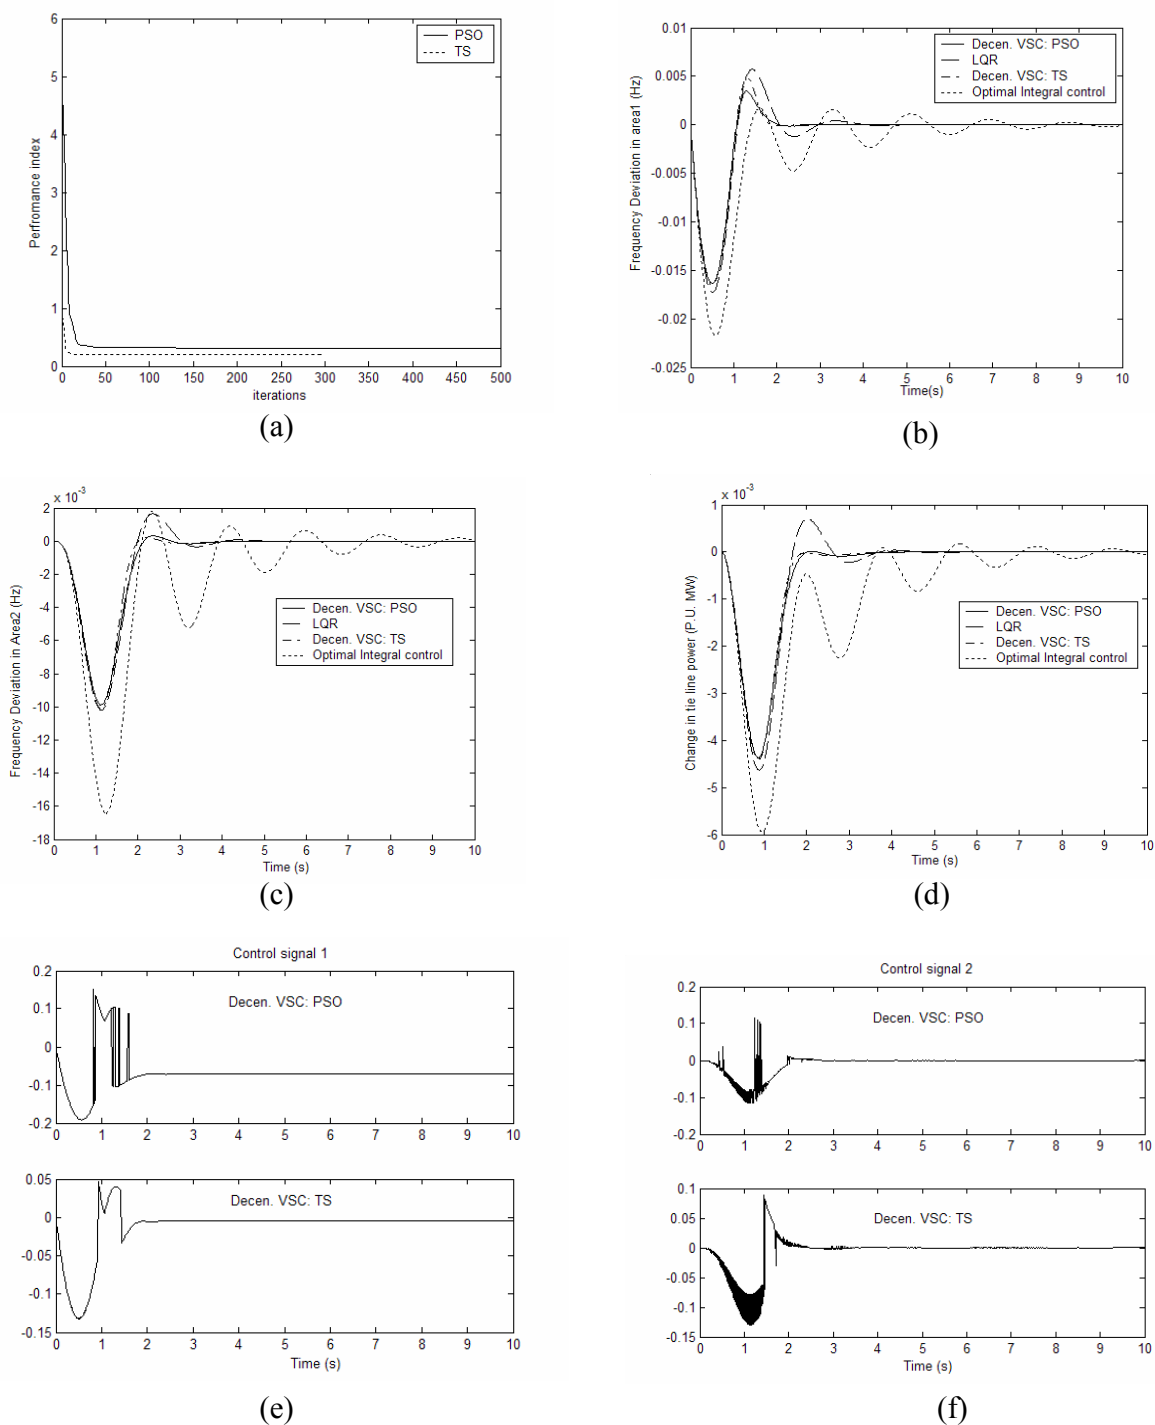 6
5
4
3
2
1
0
Perfromance index
PSO
TS
0 50 100 150 200 250 300 350 400 450 500
iterations
(a)
0.01
0.005
0
-0.005
-0.01
-0.015
-0.02
-0.025
Frequency Deviation in area1 (Hz)
Decen. VSC: PSO
LQR
Decen. VSC: TS
Optimal Integral control
0 1 2 3 4 5 6 7 8 9 10
Time(s)
(b)
x 10-3
2
0
-2
-4
-6
-8
-10
-12
-14
-16
-18
Frequency Deviation in Area2 (Hz)
Decen. VSC: PSO
LQR
Decen. VSC: TS
Optimal Integral control
0 1 2 3 4 5 6 7 8 9 10
Time (s)
(c)
x 10-3
1
0
-1
-2
-3
-4
-5
-6
Change in tie line power (P.U. MW)
Decen. VSC: PSO
LQR
Decen. VSC: TS
Optimal Integral control
0 1 2 3 4 5 6 7 8 9 10
Time (s)
(d)
Control signal 1
0.2
0.1
0
-0.1
-0.2
Decen. VSC: PSO
0 1 2 3 4 5 6 7 8 9 10
0.05
0
-0.05
-0.1
-0.15
Decen. VSC: TS
0 1 2 3 4 5 6 7 8 9 10
Time (s)
(e)
Control signal 2
0.2
0.1
0
-0.1
-0.2
Decen. VSC: PSO
0 1 2 3 4 5 6 7 8 9 10
0.1
0.05
0
-0.05
-0.1
-0.15
Decen. VSC: TS
0 1 2 3 4 5 6 7 8 9 10
Time (s)
(f)